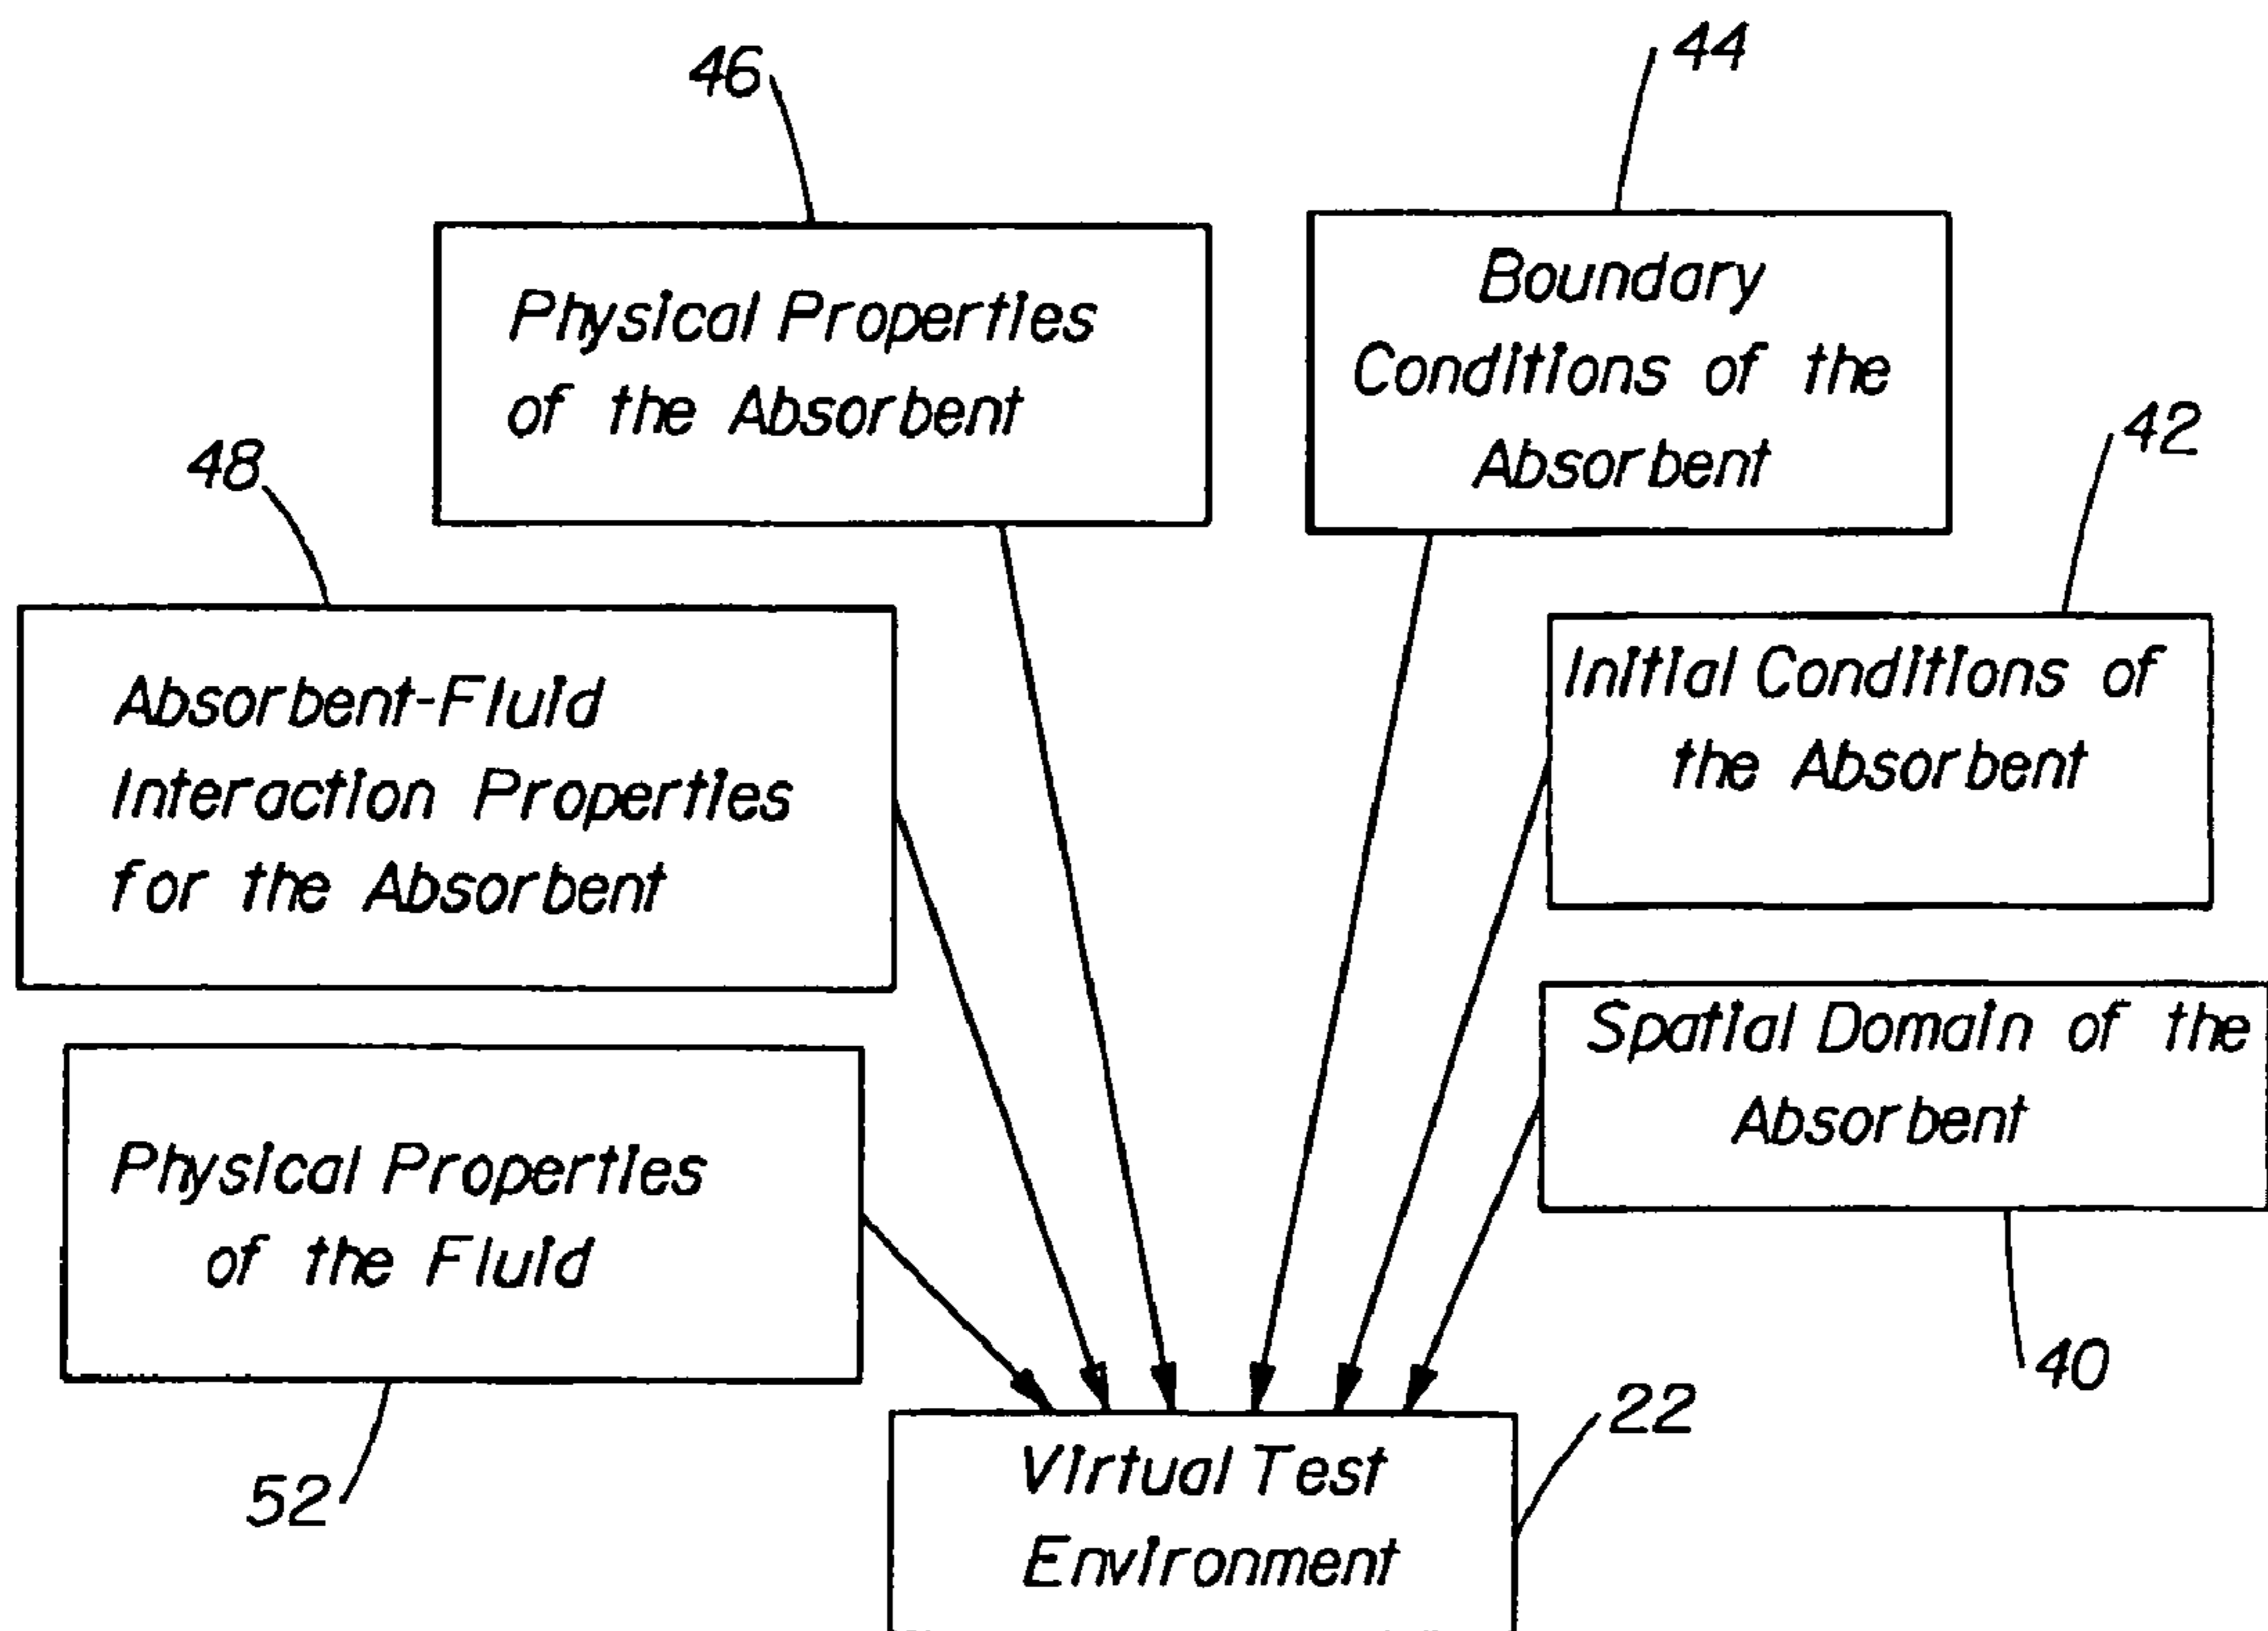 46
44
Physical Properties
of the Absorbent
Boundary
Conditions of the
Absorbent
48
42
Absorbent-Fluid
Interaction Properties
for the Absorbent
Initial Conditions of
the Absorbent
Physical Properties
of the Fluid
Spatial Domain of the
Absorbent
52
40
22
Virtual Test
Environment